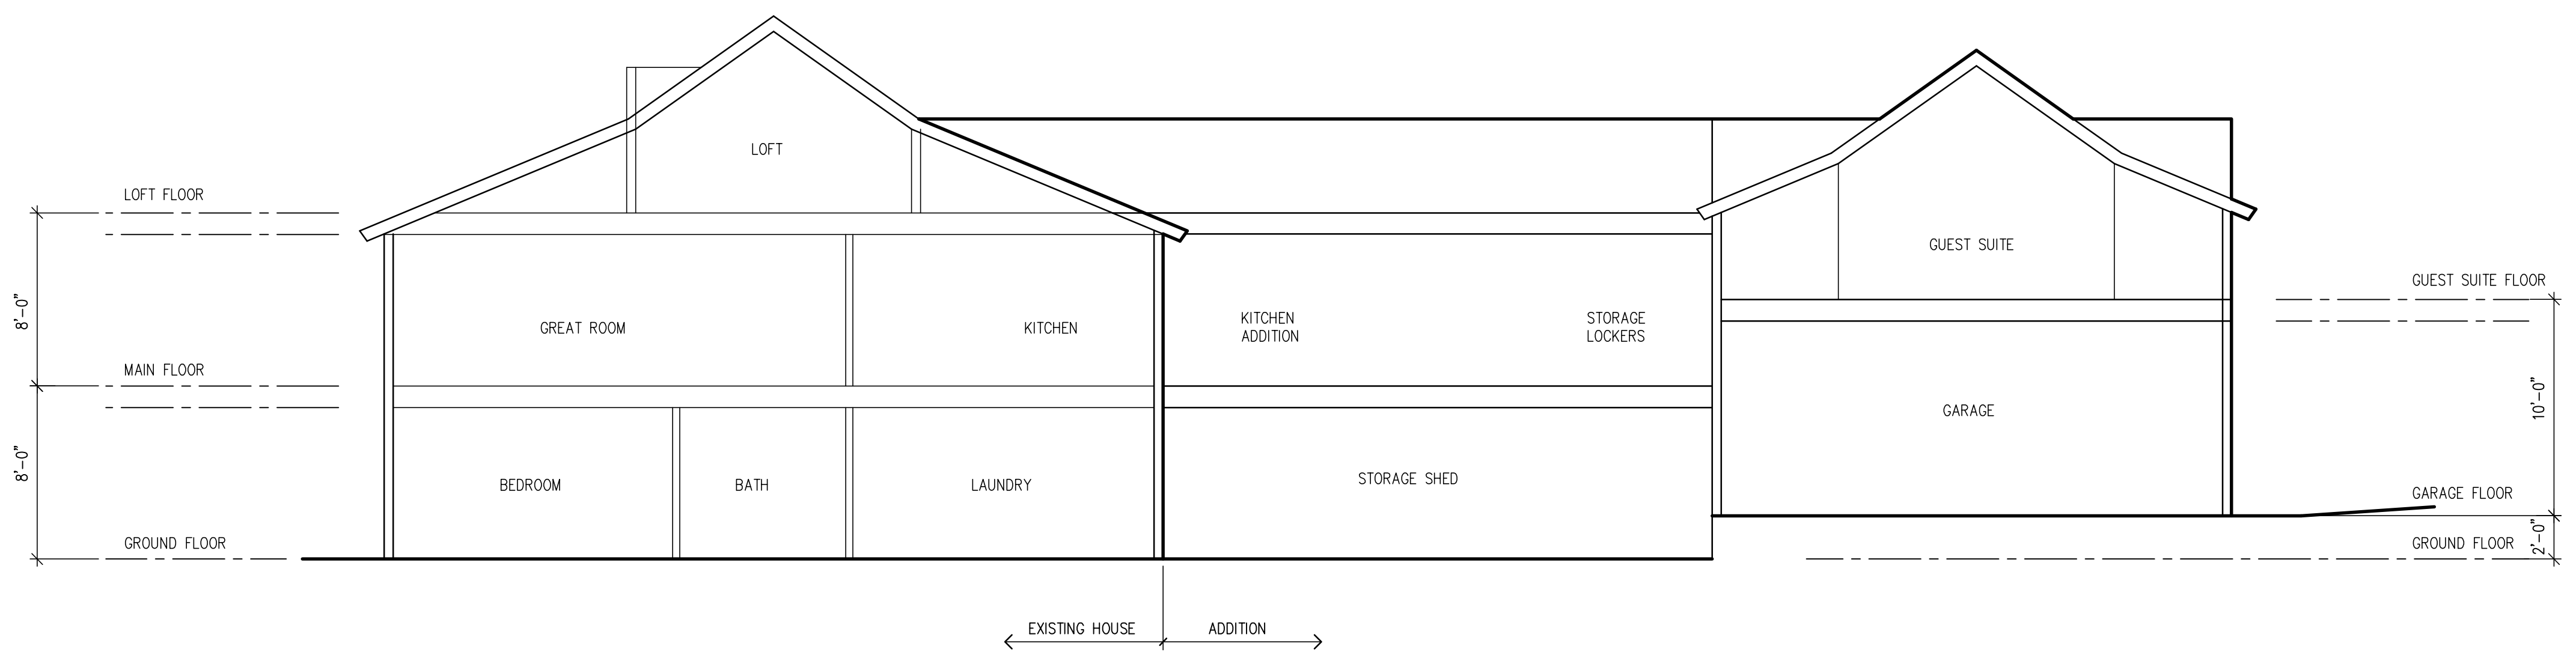 LOFT
LOFT FLOOR
GUEST SUITE
GUEST SUITE FLOOR
8'-0"
GREAT ROOM
KITCHEN
KITCHEN
ADDITION
STORAGE
LOCKERS
MAIN FLOOR
10'-0"
GARAGE
8'-0"
BEDROOM
BATH
LAUNDRY
STORAGE SHED
GARAGE FLOOR
GROUND FLOOR
GROUND FLOOR
2'-0"
EXISTING HOUSE
ADDITION